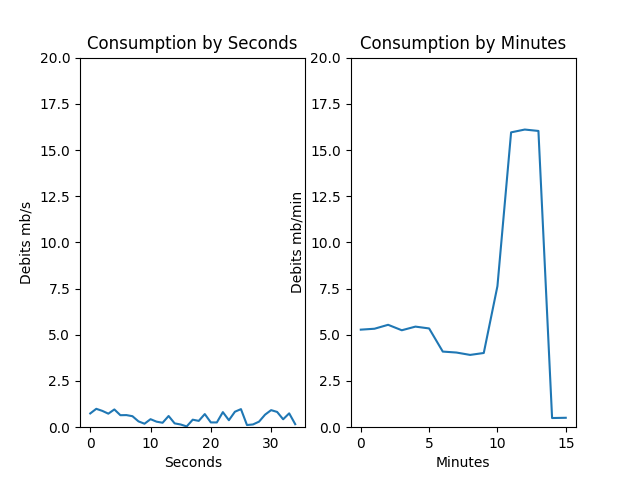 Consumption by Seconds
20.0
17.5
15.0
12.5
10.0
7.5
5.0
2.5
0.0
Debits mb/s
0 10 20 30
Seconds
Consumption by Minutes
20.0
17.5
15.0
12.5
10.0
7.5
5.0
2.5
0.0
Debits mb/min
0 5 10 15
Minutes